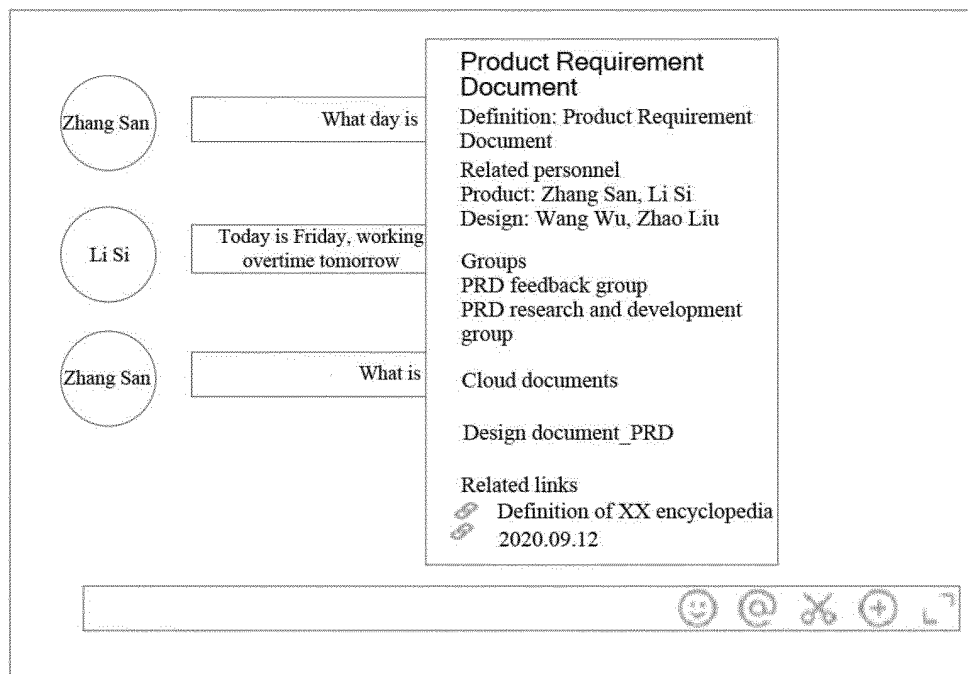 Zhang San
What day is
Li Si
Today is Friday, working
overtime tomorrow
Zhang San
What is
Product Requirement
Document
Definition: Product Requirement
Document
Related personnel
Product: Zhang San, Li Si
Design: Wang Wu, Zhao Liu
Groups
PRD feedback group
PRD research and development
group
Cloud documents
Design document_PRD
Related links
Definition of XX encyclopedia
2020.09.12